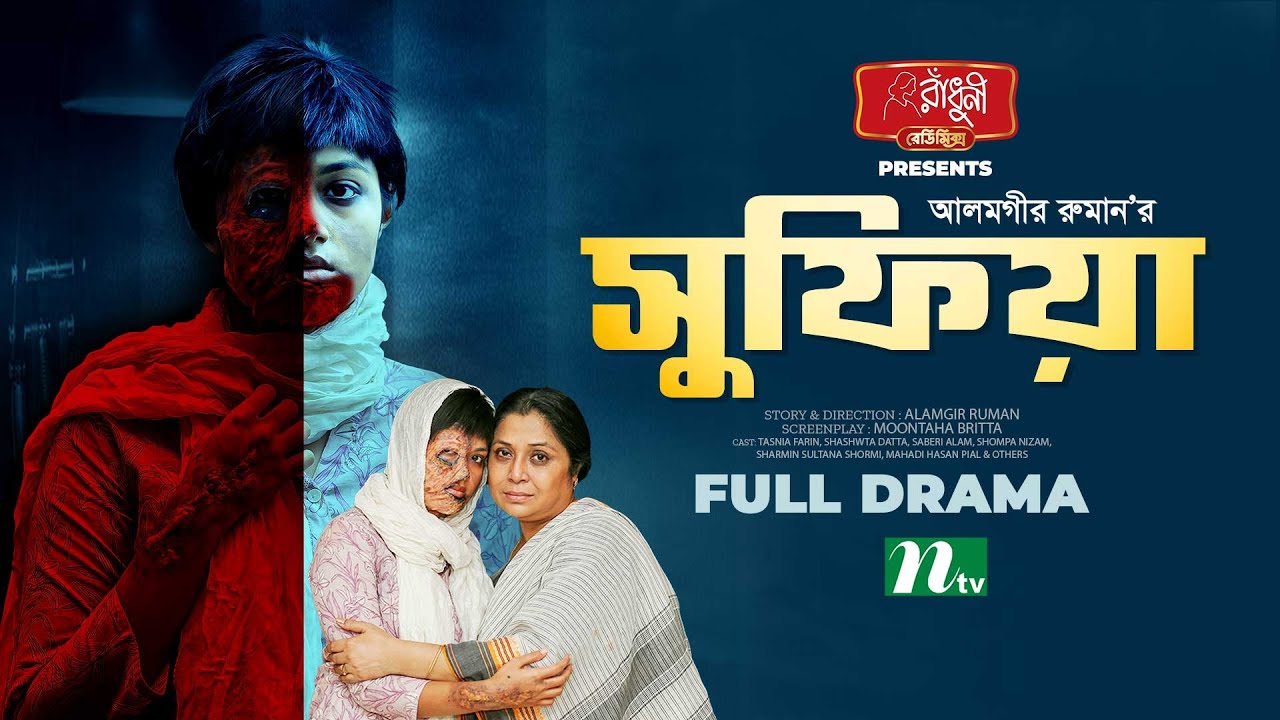 রাঁধুনী
রেডিমিক্স
PRESENTS
আলমগীর রুমান'র
সুফিয়া
STORY & DIRECTION : ALAMGIR RUMAN
SCREENPLAY : MOONTAHA BRITTA
CAST: TASNIA FARIN, SHASHWTA DATTA, SABERI ALAM, SHOMPA NIZAM,
SHARMIN SULTANA SHORMI, MAHADI HASAN PIAL & OTHERS
FULL DRAMA
ntv